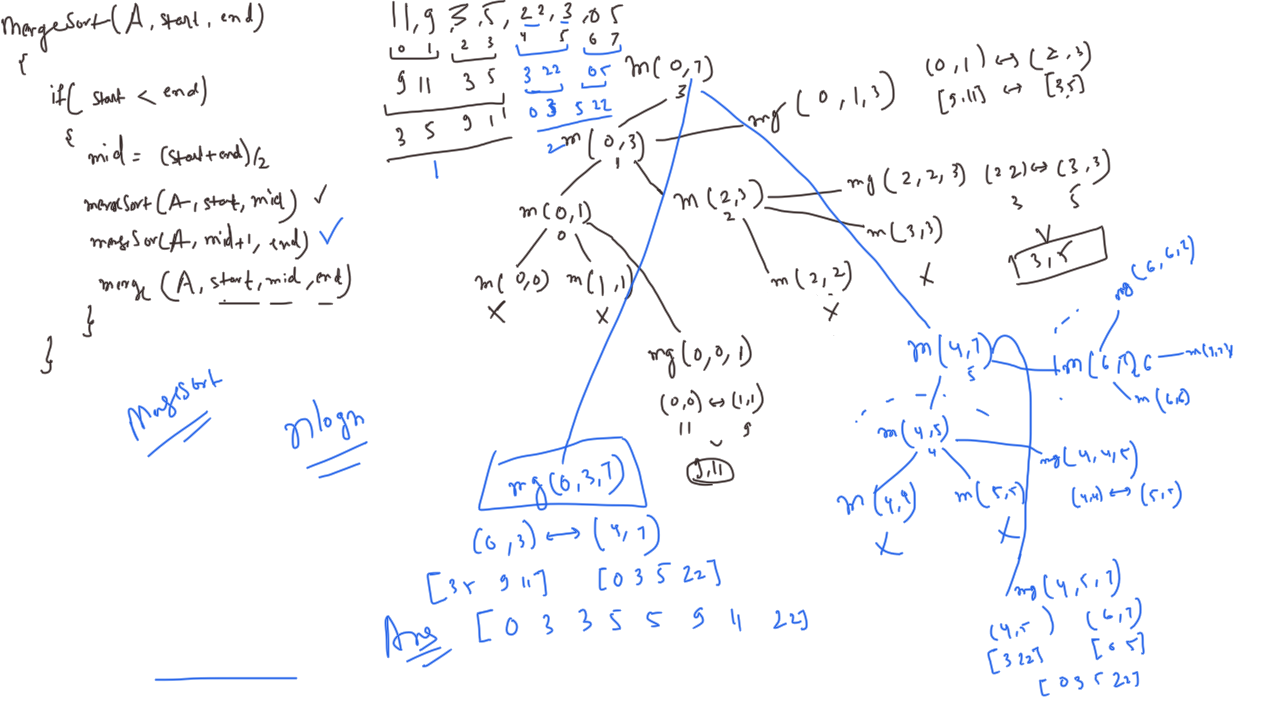 mergeSort(A, start, end)
{
if( start < end)
{
mid = (start+end)/2
mergeSort(A, start, mid) ✓
mergeSor(A, mid+1, end) ✓
merge (A, start, mid, end)
}
}
MergeSort
nlogn
11, 9, 3, 5, 22, 3, 0 5
0 1 2 3 4 5 6 7
9 11 3 5 3 22 0 5
3 5 9 11 0 3 5 22
1 2
m(0,7)
3
mg(0,1,3)
(0,1) ↔ (2,3)
[9,11] ↔ [3,5]
m(0,3)
1
m(0,1)
0
m(0,0) m(1,1)
X X
mg(0,0,1)
(0,0) ↔ (1,1)
11 9
9,11
m(2,3)
2
mg(2,2,3) (2 2) ↔ (3,3)
3 5
3,5
m(3,3)
X
m(2,2)
X
m(4,7)
5
m(6,7) 6
mg(6,6,7)
m(7,7)
m(6,6)
m(4,5)
4
m(4,4) m(5,5)
X X
mg(4,4,5)
(4,4) ↔ (5,5)
mg(4,5,7)
(4,5) (6,7)
[3 22] [0 5]
[0 3 5 22]
mg(0,3,7)
(0,3) ↔ (4,7)
[3 5 9 11] [0 3 5 22]
Ans [0 3 3 5 5 9 11 22]